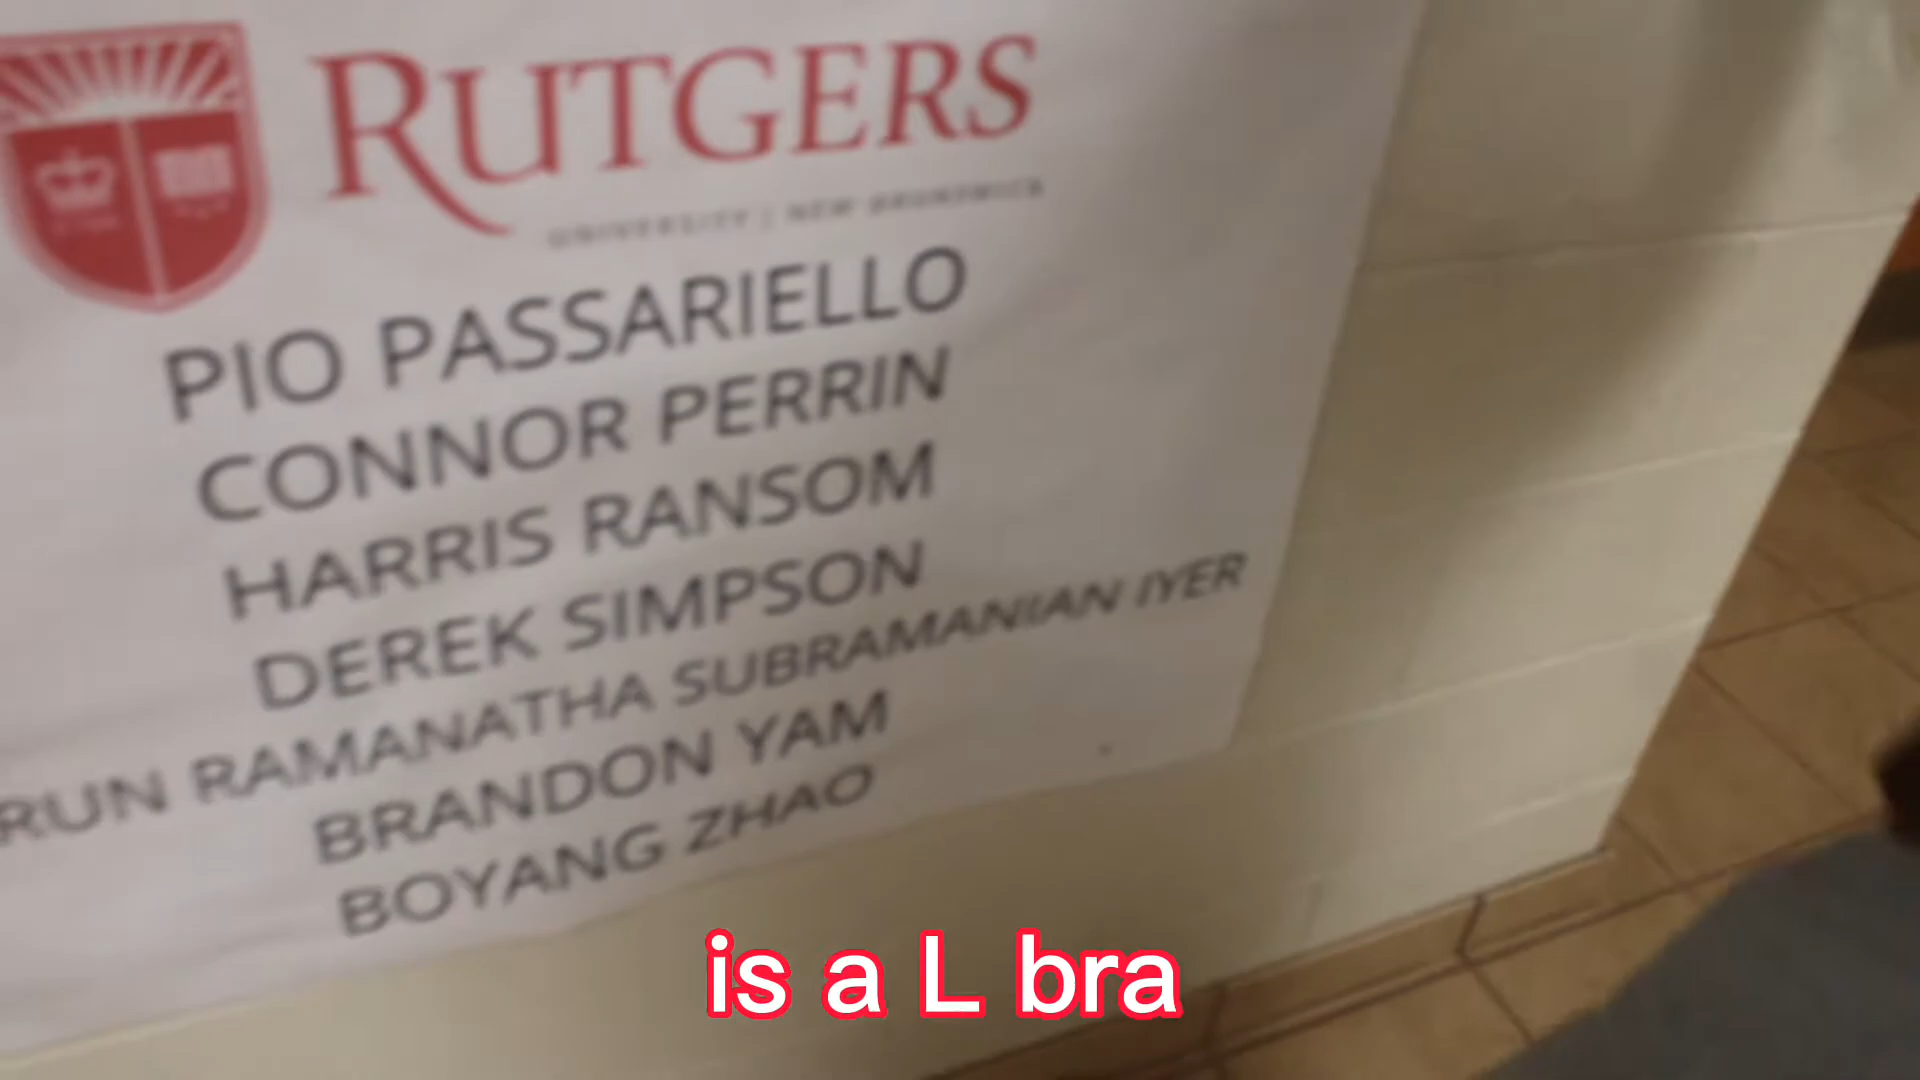 RUTGERS
UNIVERSITY | NEW BRUNSWICK
PIO PASSARIELLO
CONNOR PERRIN
HARRIS RANSOM
DEREK SIMPSON
RUN RAMANATHA SUBRAMANIAN IYER
BRANDON YAM
BOYANG ZHAO
is a L bra